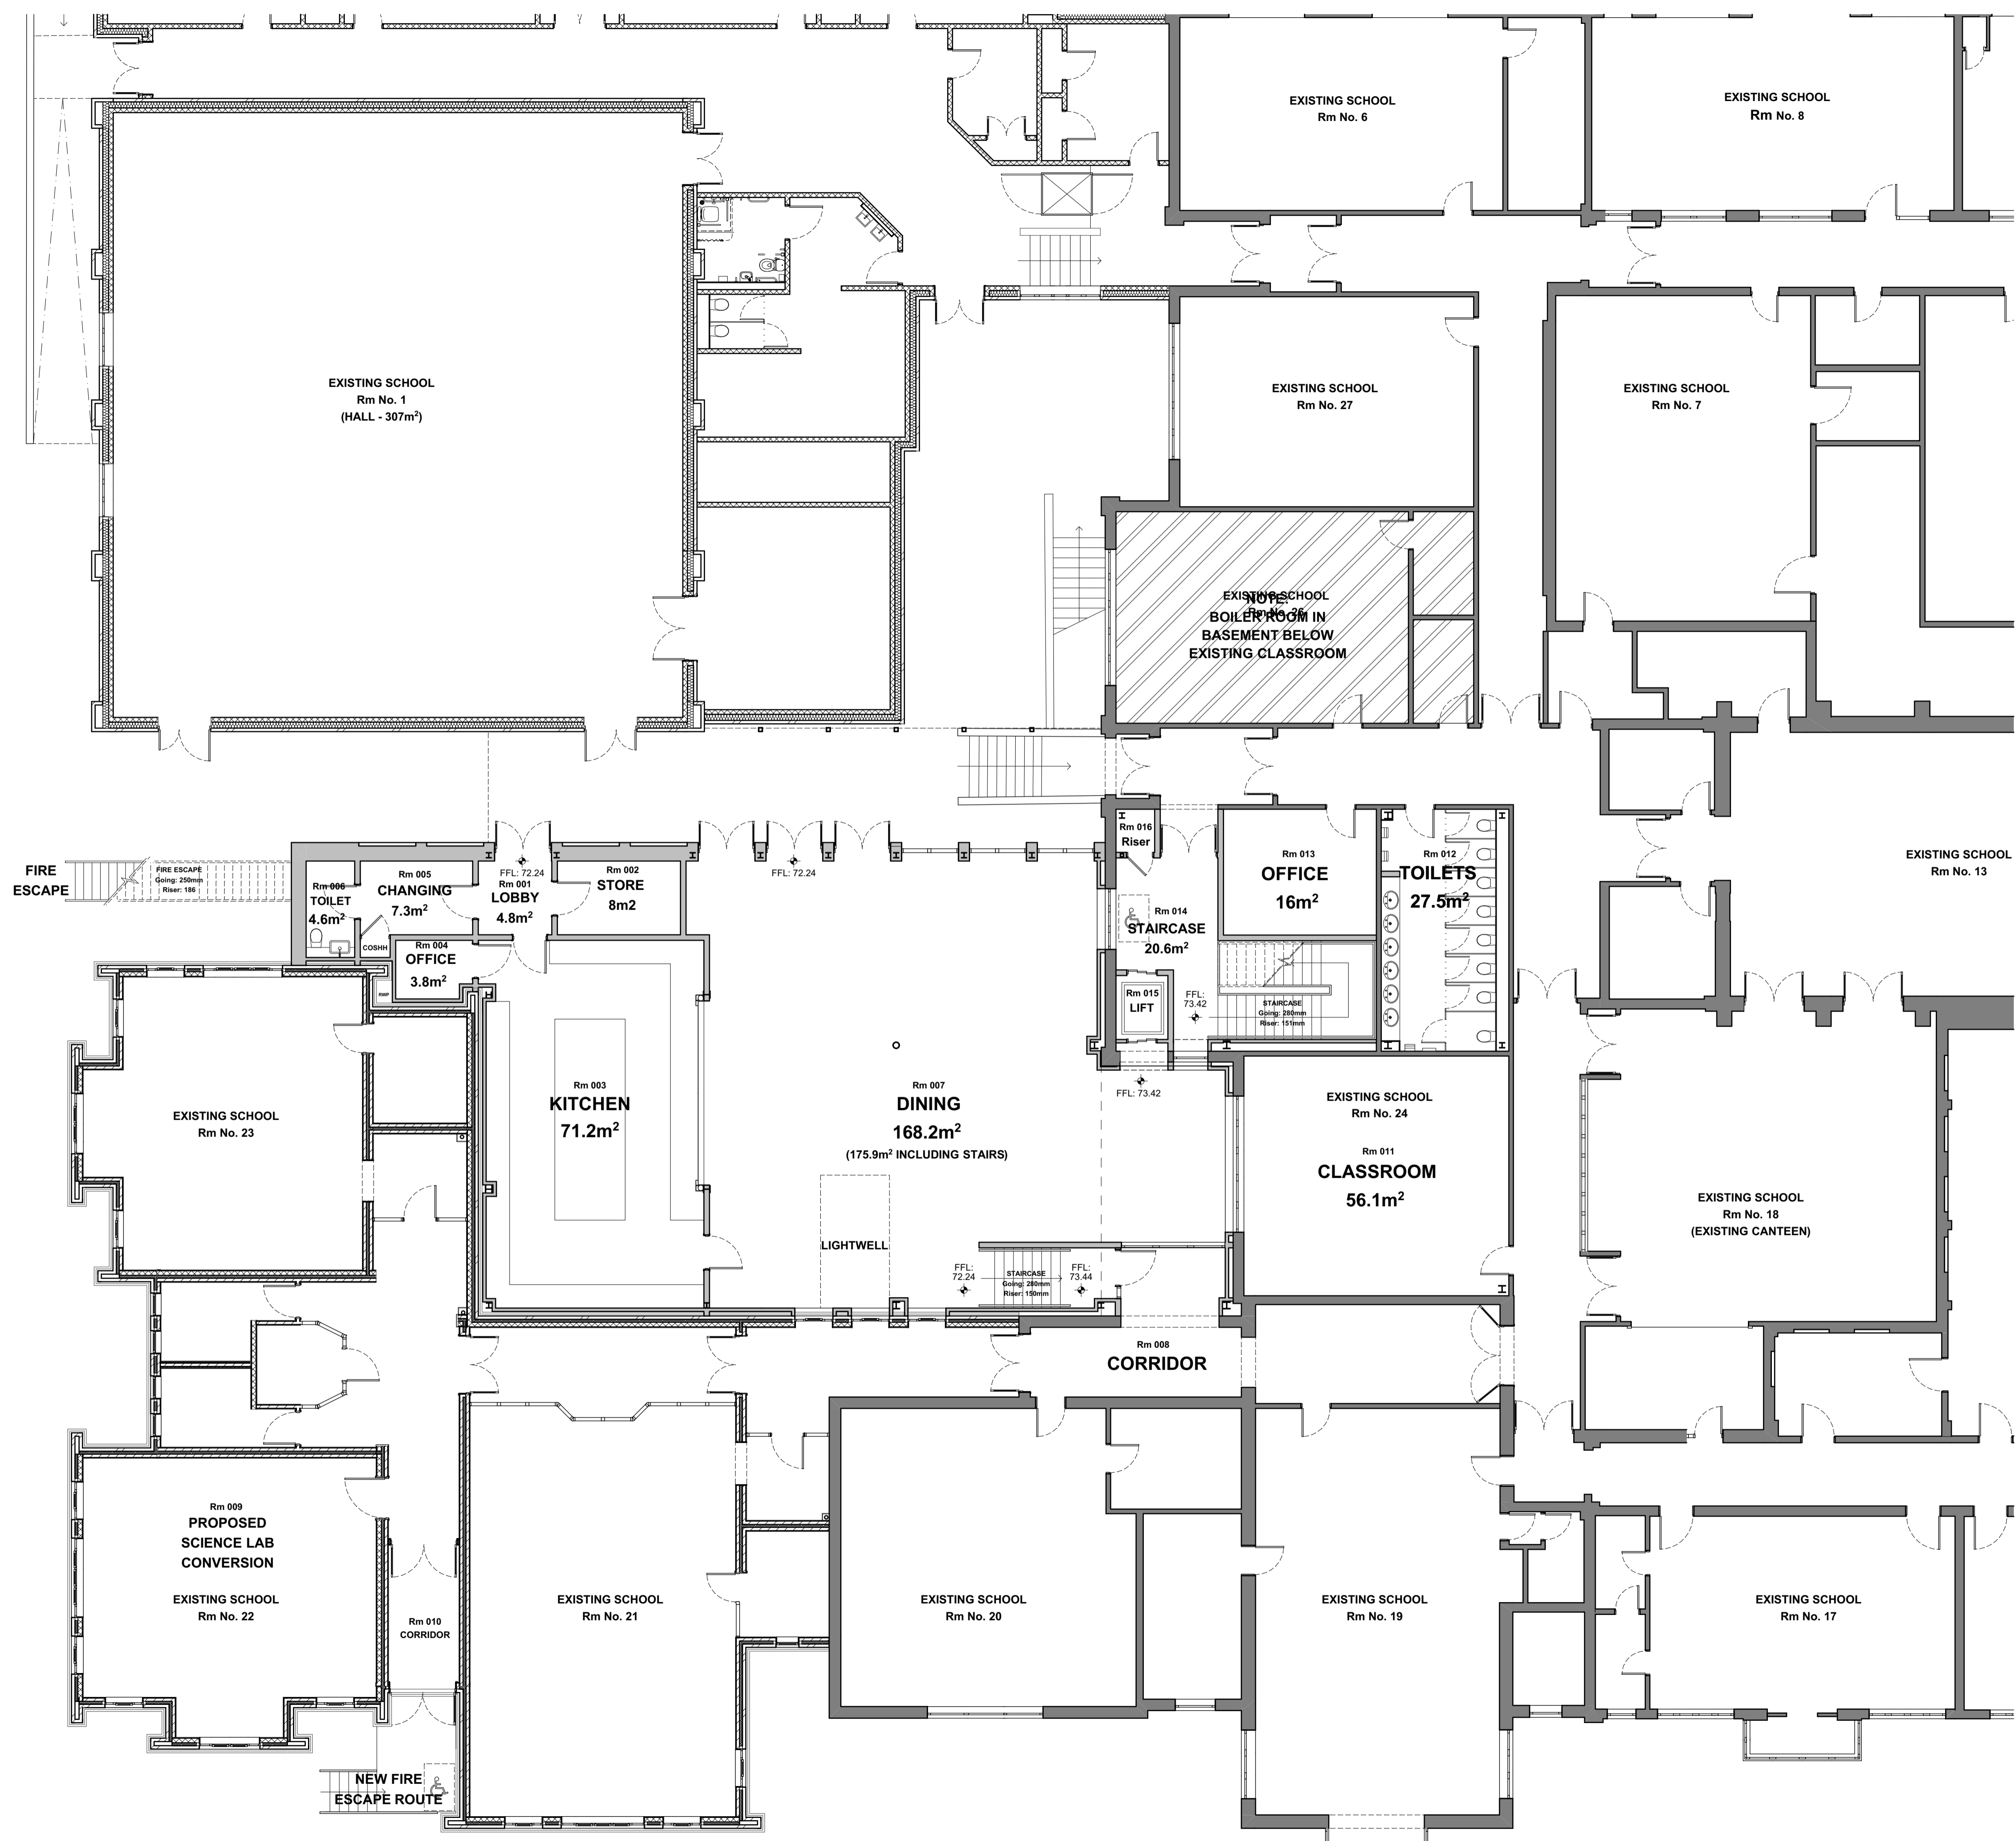 EXISTING SCHOOL
Rm No. 6
EXISTING SCHOOL
Rm No. 8
EXISTING SCHOOL
Rm No. 1
(HALL - 307m²)
EXISTING SCHOOL
Rm No. 27
EXISTING SCHOOL
Rm No. 7
EXISTING SCHOOL
Rm No. 26
NOTE:
BOILER ROOM IN
BASEMENT BELOW
EXISTING CLASSROOM
EXISTING SCHOOL
Rm No. 13
FIRE
ESCAPE
FIRE ESCAPE
Going: 250mm
Riser: 186
Rm 006
TOILET
4.6m²
Rm 005
CHANGING
7.3m²
COSHH
FFL: 72.24
Rm 001
LOBBY
4.8m²
Rm 002
STORE
8m2
FFL: 72.24
Rm 004
OFFICE
3.8m²
RWP
Rm 016
Riser
Rm 013
OFFICE
16m²
Rm 012
TOILETS
27.5m²
Rm 014
STAIRCASE
20.6m²
Rm 015
LIFT
FFL:
73.42
STAIRCASE
Going: 280mm
Riser: 151mm
FFL: 73.42
EXISTING SCHOOL
Rm No. 23
Rm 003
KITCHEN
71.2m²
Rm 007
DINING
168.2m²
(175.9m² INCLUDING STAIRS)
LIGHTWELL
EXISTING SCHOOL
Rm No. 24
Rm 011
CLASSROOM
56.1m²
EXISTING SCHOOL
Rm No. 18
(EXISTING CANTEEN)
FFL:
72.24
STAIRCASE
Going: 280mm
Riser: 150mm
FFL:
73.44
Rm 008
CORRIDOR
Rm 009
PROPOSED
SCIENCE LAB
CONVERSION
EXISTING SCHOOL
Rm No. 22
Rm 010
CORRIDOR
EXISTING SCHOOL
Rm No. 21
EXISTING SCHOOL
Rm No. 20
EXISTING SCHOOL
Rm No. 19
EXISTING SCHOOL
Rm No. 17
NEW FIRE
ESCAPE ROUTE